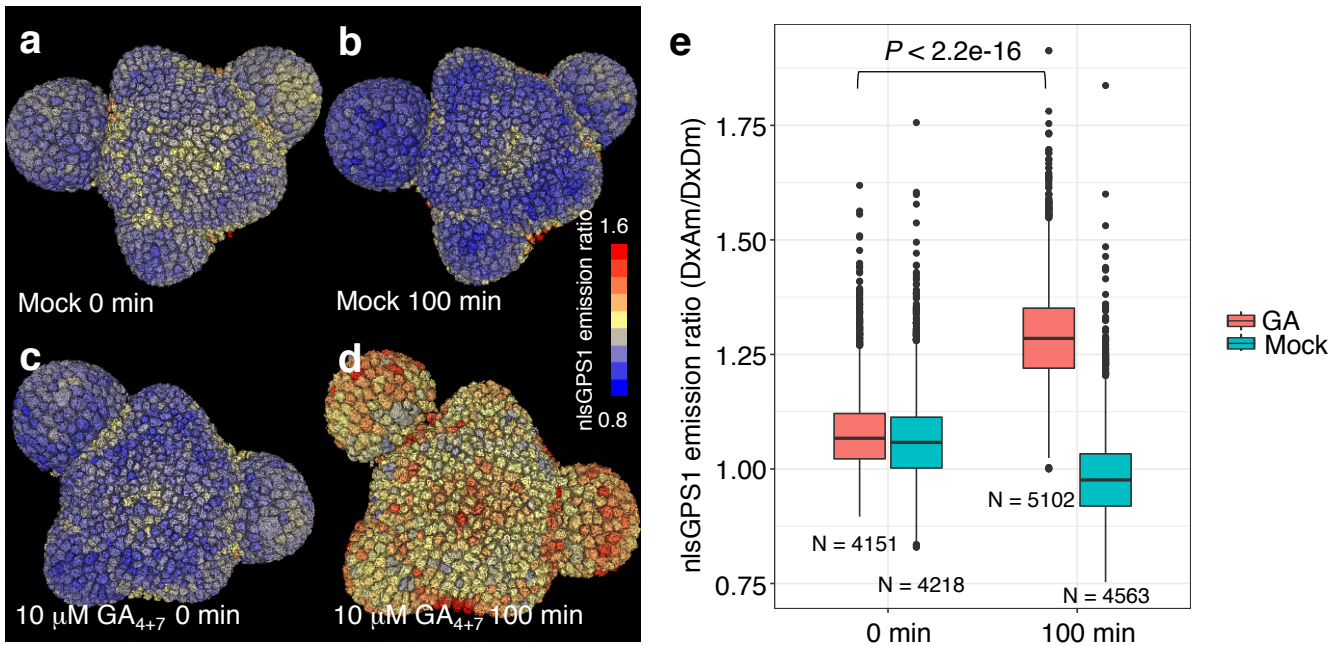 a
b
Mock 0 min
Mock 100 min
nlsGPS1 emission ratio
1.6
0.8
c
d
10 μM GA4+7 0 min
10 μM GA4+7 100 min
e
P < 2.2e-16
nlsGPS1 emission ratio (DxAm/DxDm)
1.75
1.50
1.25
1.00
0.75
N = 4151
N = 4218
N = 5102
N = 4563
0 min
100 min
GA
Mock